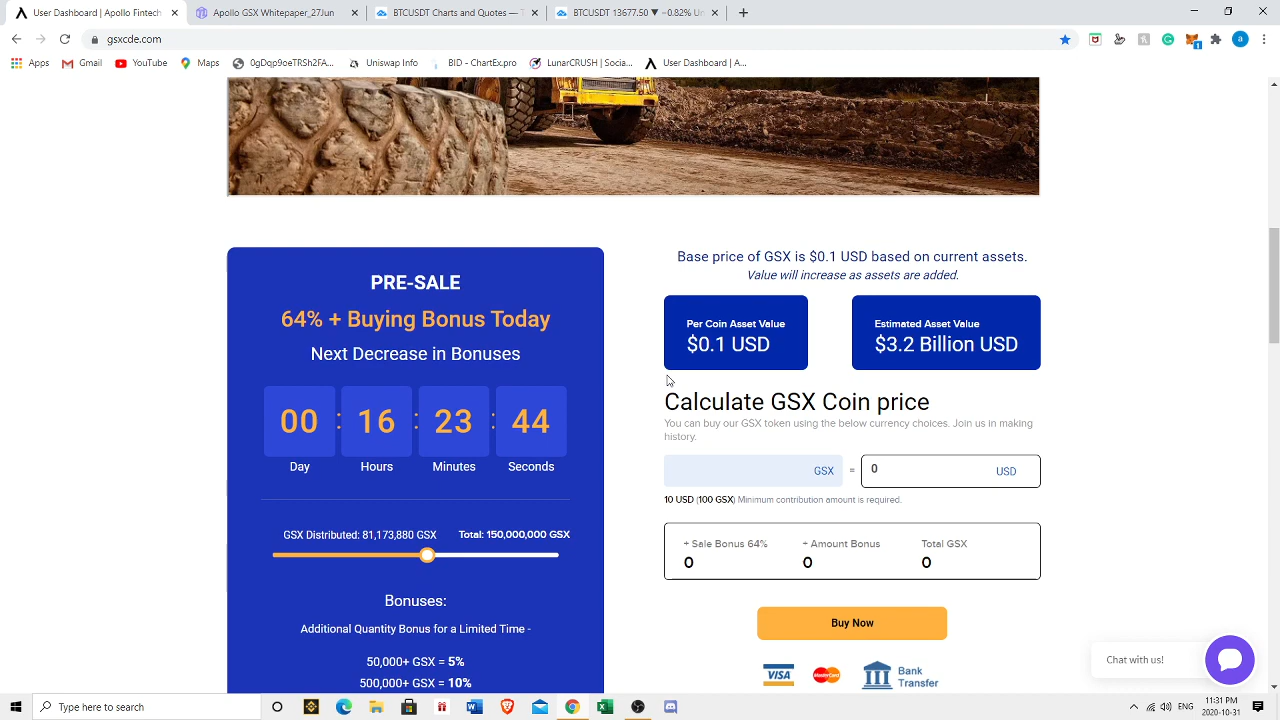 User Dashboard | Apollo Fintech
Apollo GSX Whitepaper_27Jun
BTCUSDT Charts and Quotes — T
BTCUSDT 13677.50 ▼ −0.82% Un
gsxcde.com
Apps
Gmail
YouTube
Maps
0gDqp9oeTRSh2FA...
Uniswap Info
BID - ChartEx.pro
LunarCRUSH | Socia...
User Dashboard | A...
PRE-SALE
64% + Buying Bonus Today
Next Decrease in Bonuses
00 : 16 : 23 : 44
Day Hours Minutes Seconds
GSX Distributed: 81,173,880 GSX Total: 150,000,000 GSX
Bonuses:
Additional Quantity Bonus for a Limited Time -
50,000+ GSX = 5%
500,000+ GSX = 10%
Base price of GSX is $0.1 USD based on current assets.
Value will increase as assets are added.
Per Coin Asset Value
$0.1 USD
Estimated Asset Value
$3.2 Billion USD
Calculate GSX Coin price
You can buy our GSX token using the below currency choices. Join us in making
history.
GSX = 0 USD
10 USD (100 GSX) Minimum contribution amount is required.
+ Sale Bonus 64% + Amount Bonus Total GSX
0 0 0
Buy Now
VISA
MasterCard
Bank
Transfer
Chat with us!
Type here to search
ENG
11:31 PM
2020-10-31